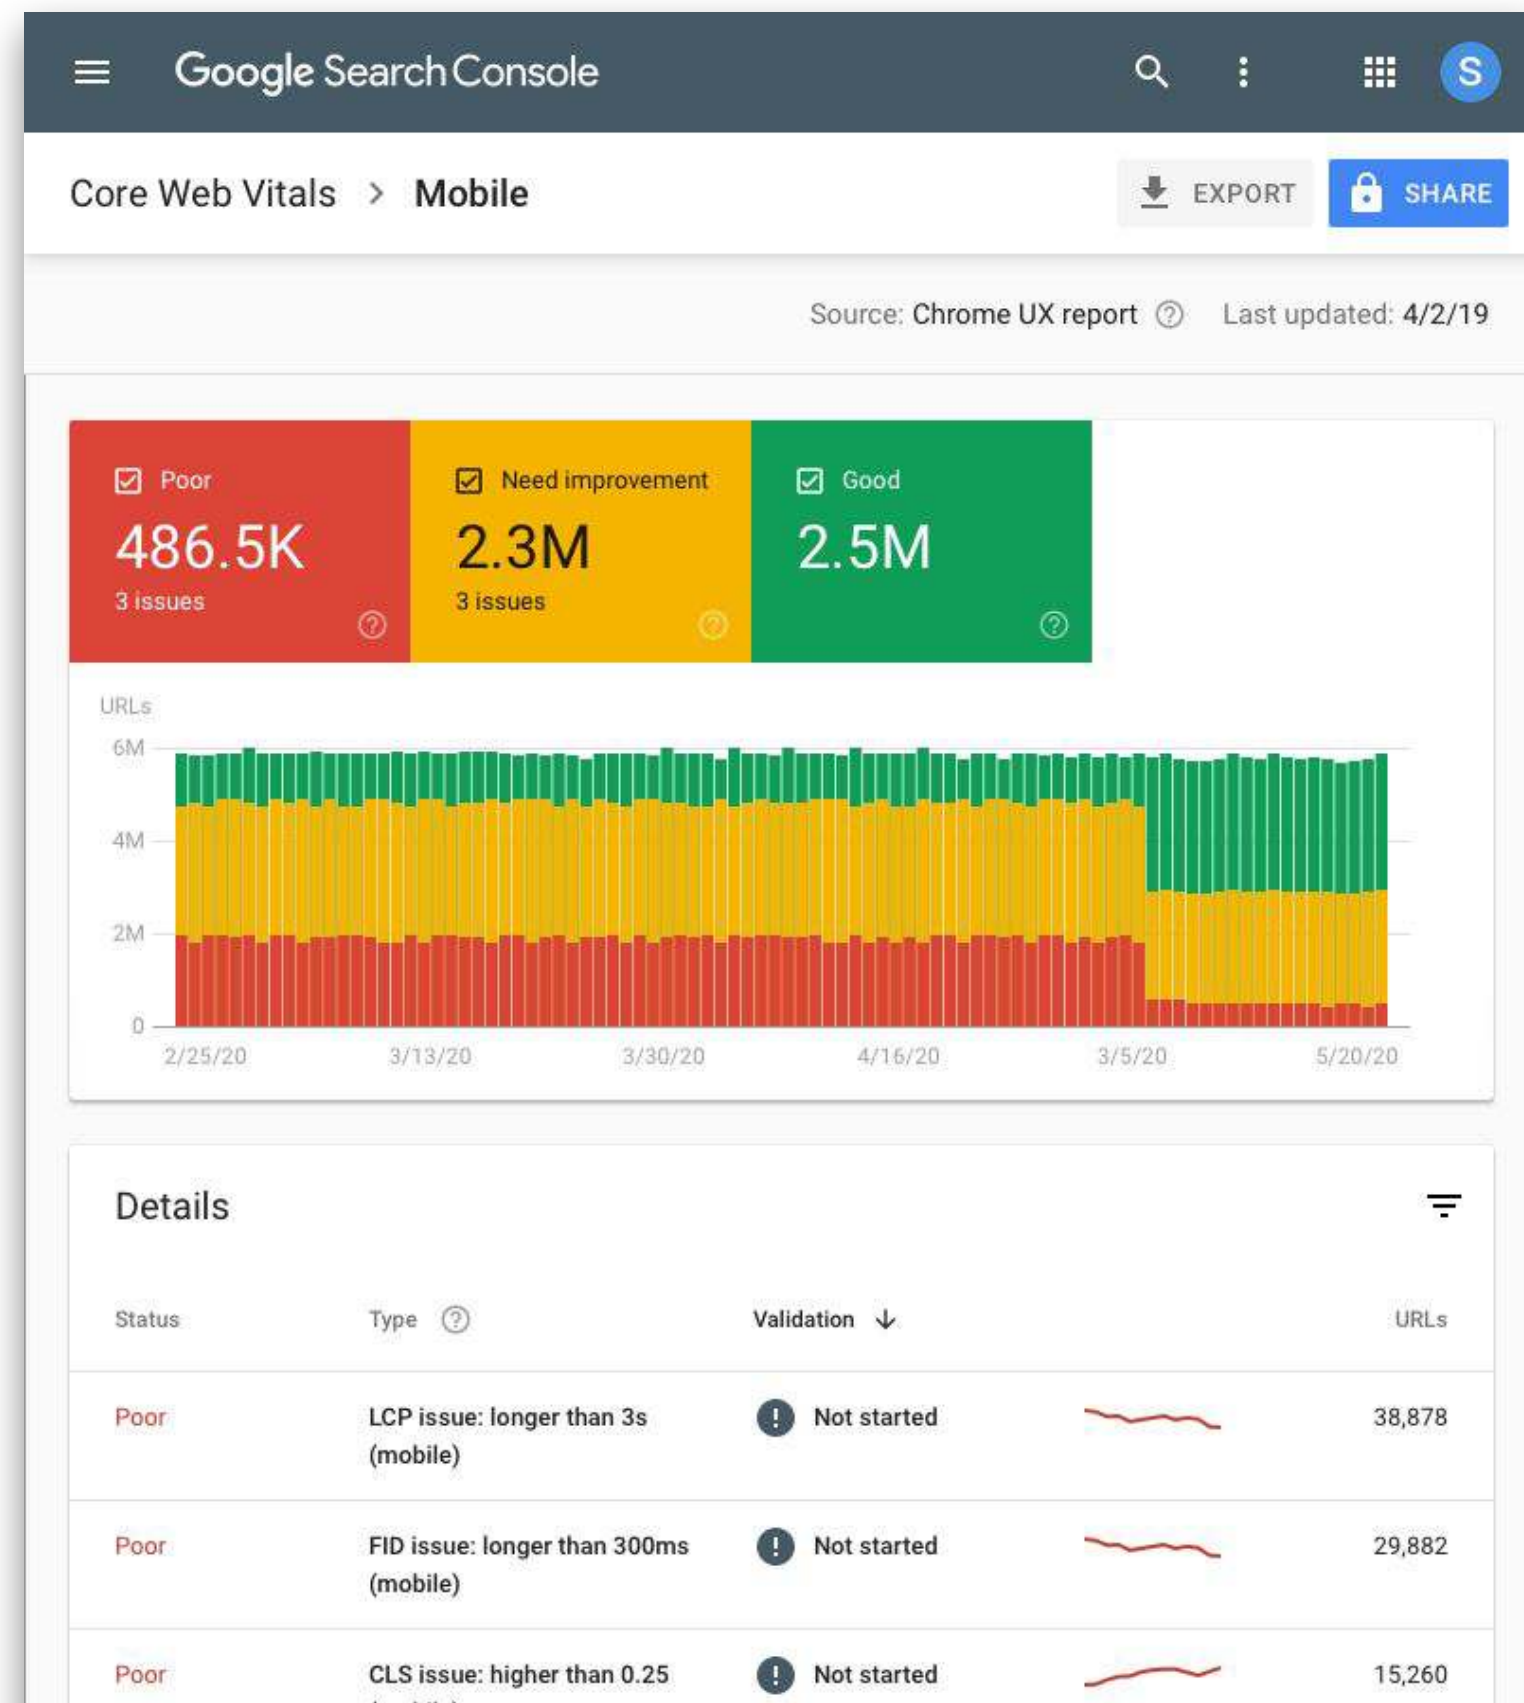 Google Search Console
S
Core Web Vitals > Mobile
EXPORT
SHARE
Source: Chrome UX report
Last updated: 4/2/19
Poor
486.5K
3 issues
Need improvement
2.3M
3 issues
Good
2.5M
URLs
6M
4M
2M
0
2/25/20
3/13/20
3/30/20
4/16/20
3/5/20
5/20/20
Details
Status
Type
Validation
URLs
Poor
LCP issue: longer than 3s
(mobile)
Not started
38,878
Poor
FID issue: longer than 300ms
(mobile)
Not started
29,882
Poor
CLS issue: higher than 0.25
Not started
15,260